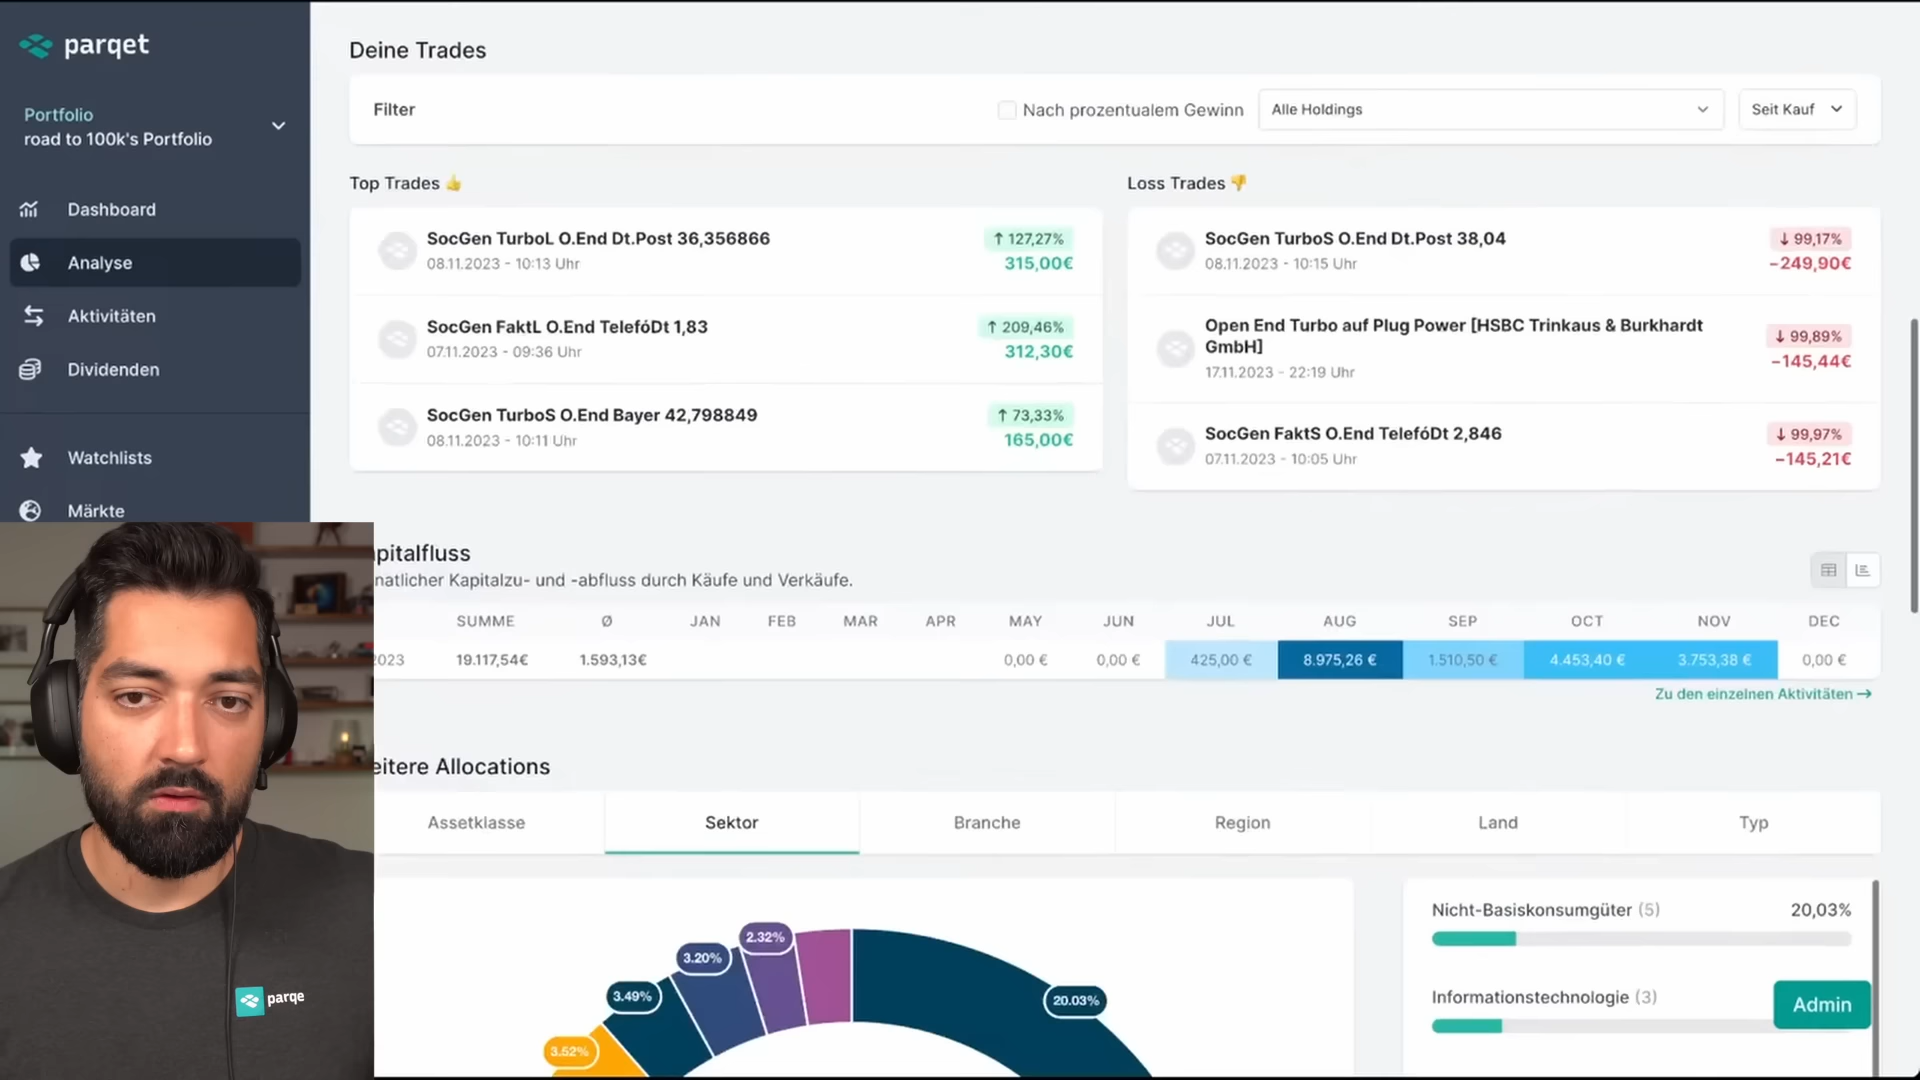 parqet
Portfolio
road to 100k's Portfolio
Dashboard
Analyse
Aktivitäten
Dividenden
Watchlists
Märkte
Deine Trades
Filter
Nach prozentualem Gewinn
Alle Holdings
Seit Kauf
Top Trades 👍
SocGen TurboL O.End Dt.Post 36,356866
08.11.2023 - 10:13 Uhr
↑ 127,27%
315,00€
SocGen FaktL O.End TelefóDt 1,83
07.11.2023 - 09:36 Uhr
↑ 209,46%
312,30€
SocGen TurboS O.End Bayer 42,798849
08.11.2023 - 10:11 Uhr
↑ 73,33%
165,00€
Loss Trades 👎
SocGen TurboS O.End Dt.Post 38,04
08.11.2023 - 10:15 Uhr
↓ 99,17%
-249,90€
Open End Turbo auf Plug Power [HSBC Trinkaus & Burkhardt
GmbH]
17.11.2023 - 22:19 Uhr
↓ 99,89%
-145,44€
SocGen FaktS O.End TelefóDt 2,846
07.11.2023 - 10:05 Uhr
↓ 99,97%
-145,21€
pitalfluss
natlicher Kapitalzu- und -abfluss durch Käufe und Verkäufe.
SUMME Ø JAN FEB MAR APR MAY JUN JUL AUG SEP OCT NOV DEC
2023 19.117,54€ 1.593,13€ 0,00 € 0,00 € 425,00 € 8.975,26 € 1.510,50 € 4.453,40 € 3.753,38 € 0,00 €
Zu den einzelnen Aktivitäten →
eitere Allocations
Assetklasse Sektor Branche Region Land Typ
2.32%
3.20%
3.49%
3.52%
20.03%
Nicht-Basiskonsumgüter (5) 20,03%
Informationstechnologie (3)
Admin
parqe